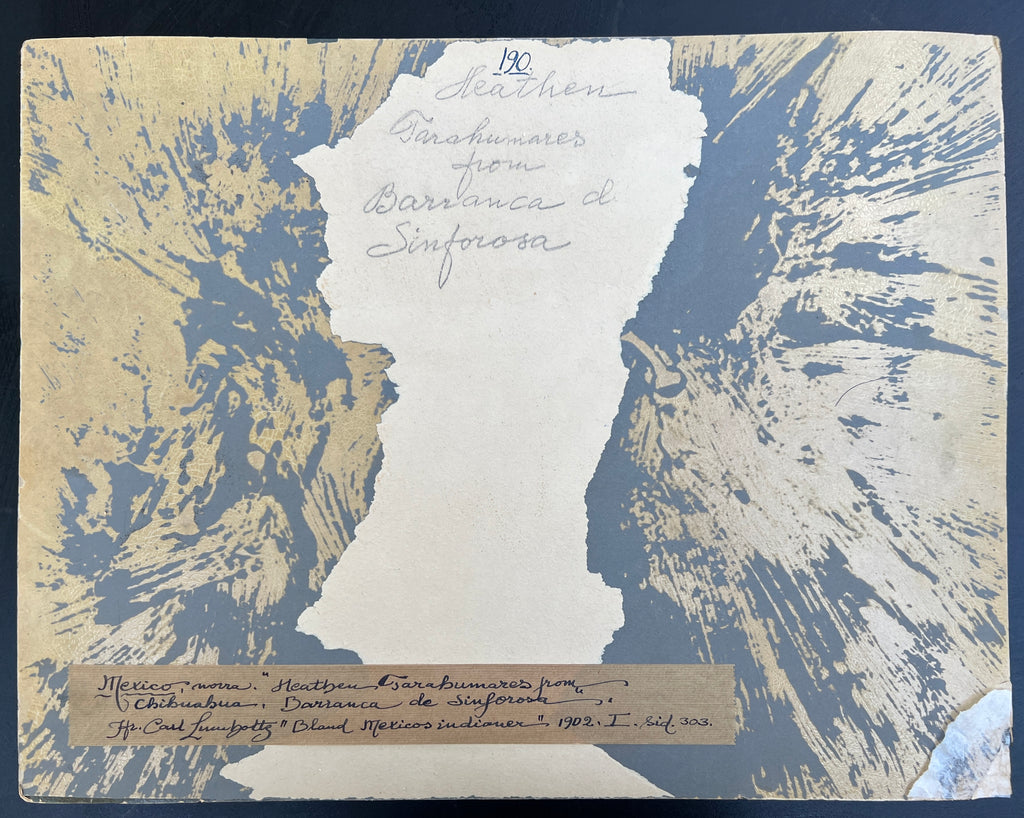 190.
Heathen
Tarahumares
from
Barranca d
Sinforosa
Mexico, norra. "Heathen Tarahumares from
Chihuahua. Barranca de Sinforosa".
Jfr. Carl Lumholtz "Bland Mexicos indianer" 1902. I. Sid. 303.